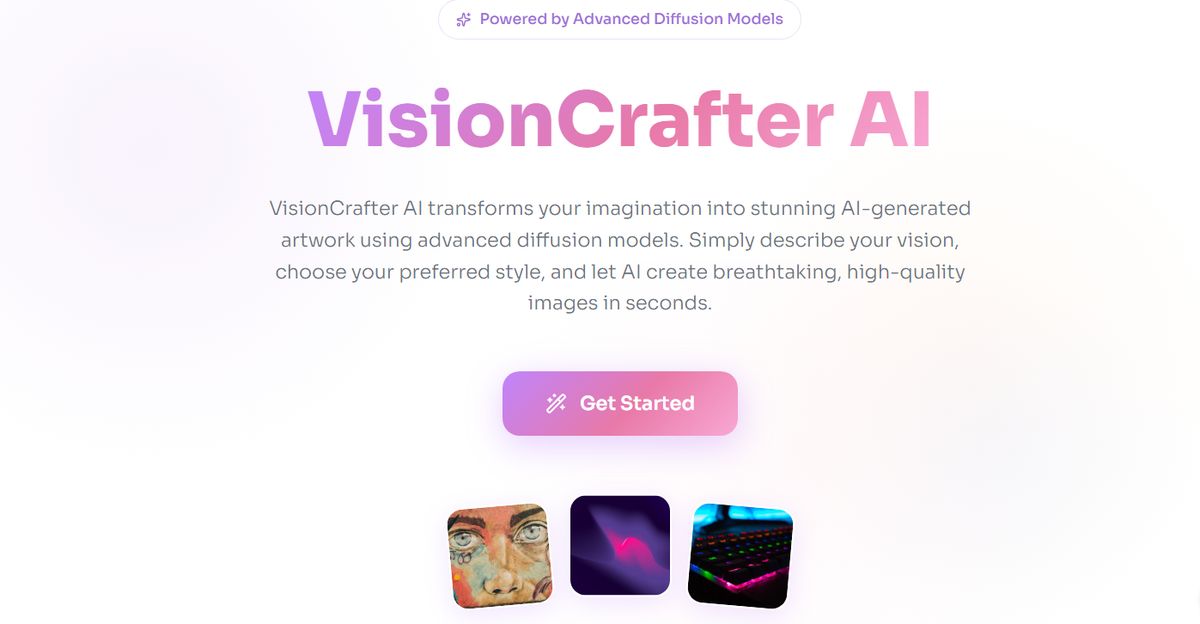 Powered by Advanced Diffusion Models
VisionCrafter AI
VisionCrafter AI transforms your imagination into stunning AI-generated
artwork using advanced diffusion models. Simply describe your vision,
choose your preferred style, and let AI create breathtaking, high-quality
images in seconds.
Get Started